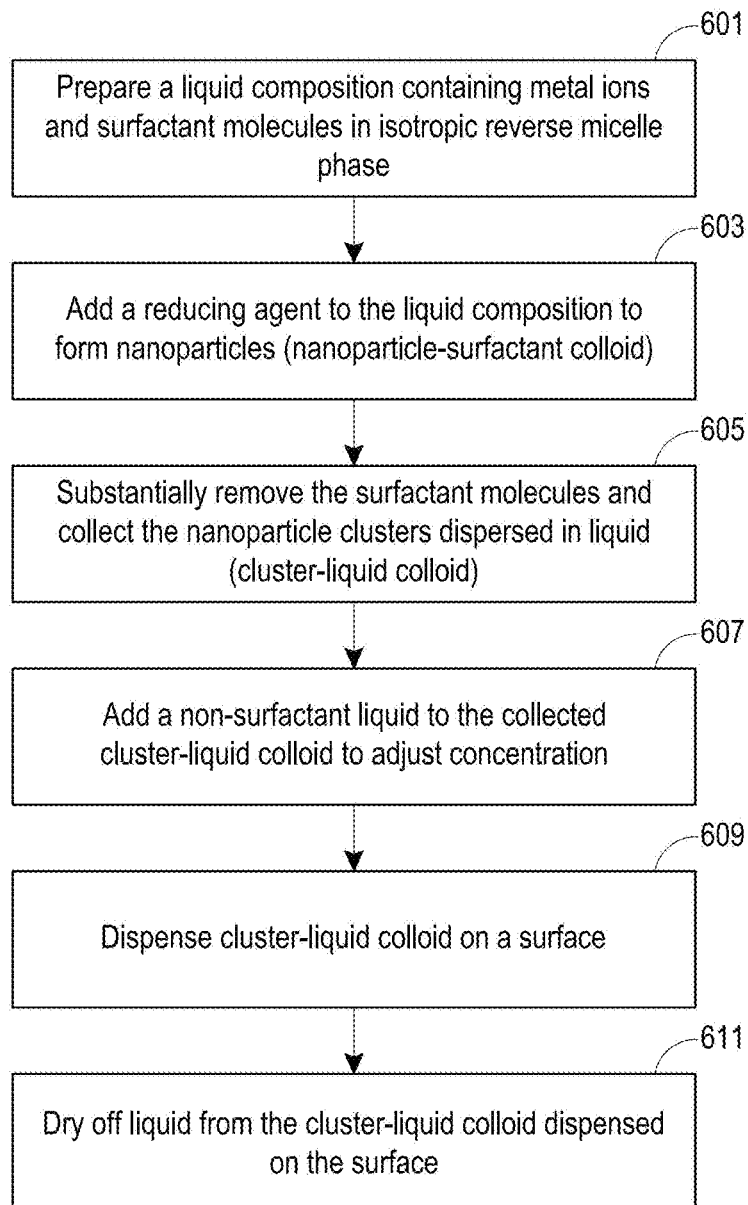 601
Prepare a liquid composition containing metal ions
and surfactant molecules in isotropic reverse micelle
phase
603
Add a reducing agent to the liquid composition to
form nanoparticles (nanoparticle-surfactant colloid)
605
Substantially remove the surfactant molecules and
collect the nanoparticle clusters dispersed in liquid
(cluster-liquid colloid)
607
Add a non-surfactant liquid to the collected
cluster-liquid colloid to adjust concentration
609
Dispense cluster-liquid colloid on a surface
611
Dry off liquid from the cluster-liquid colloid dispensed
on the surface